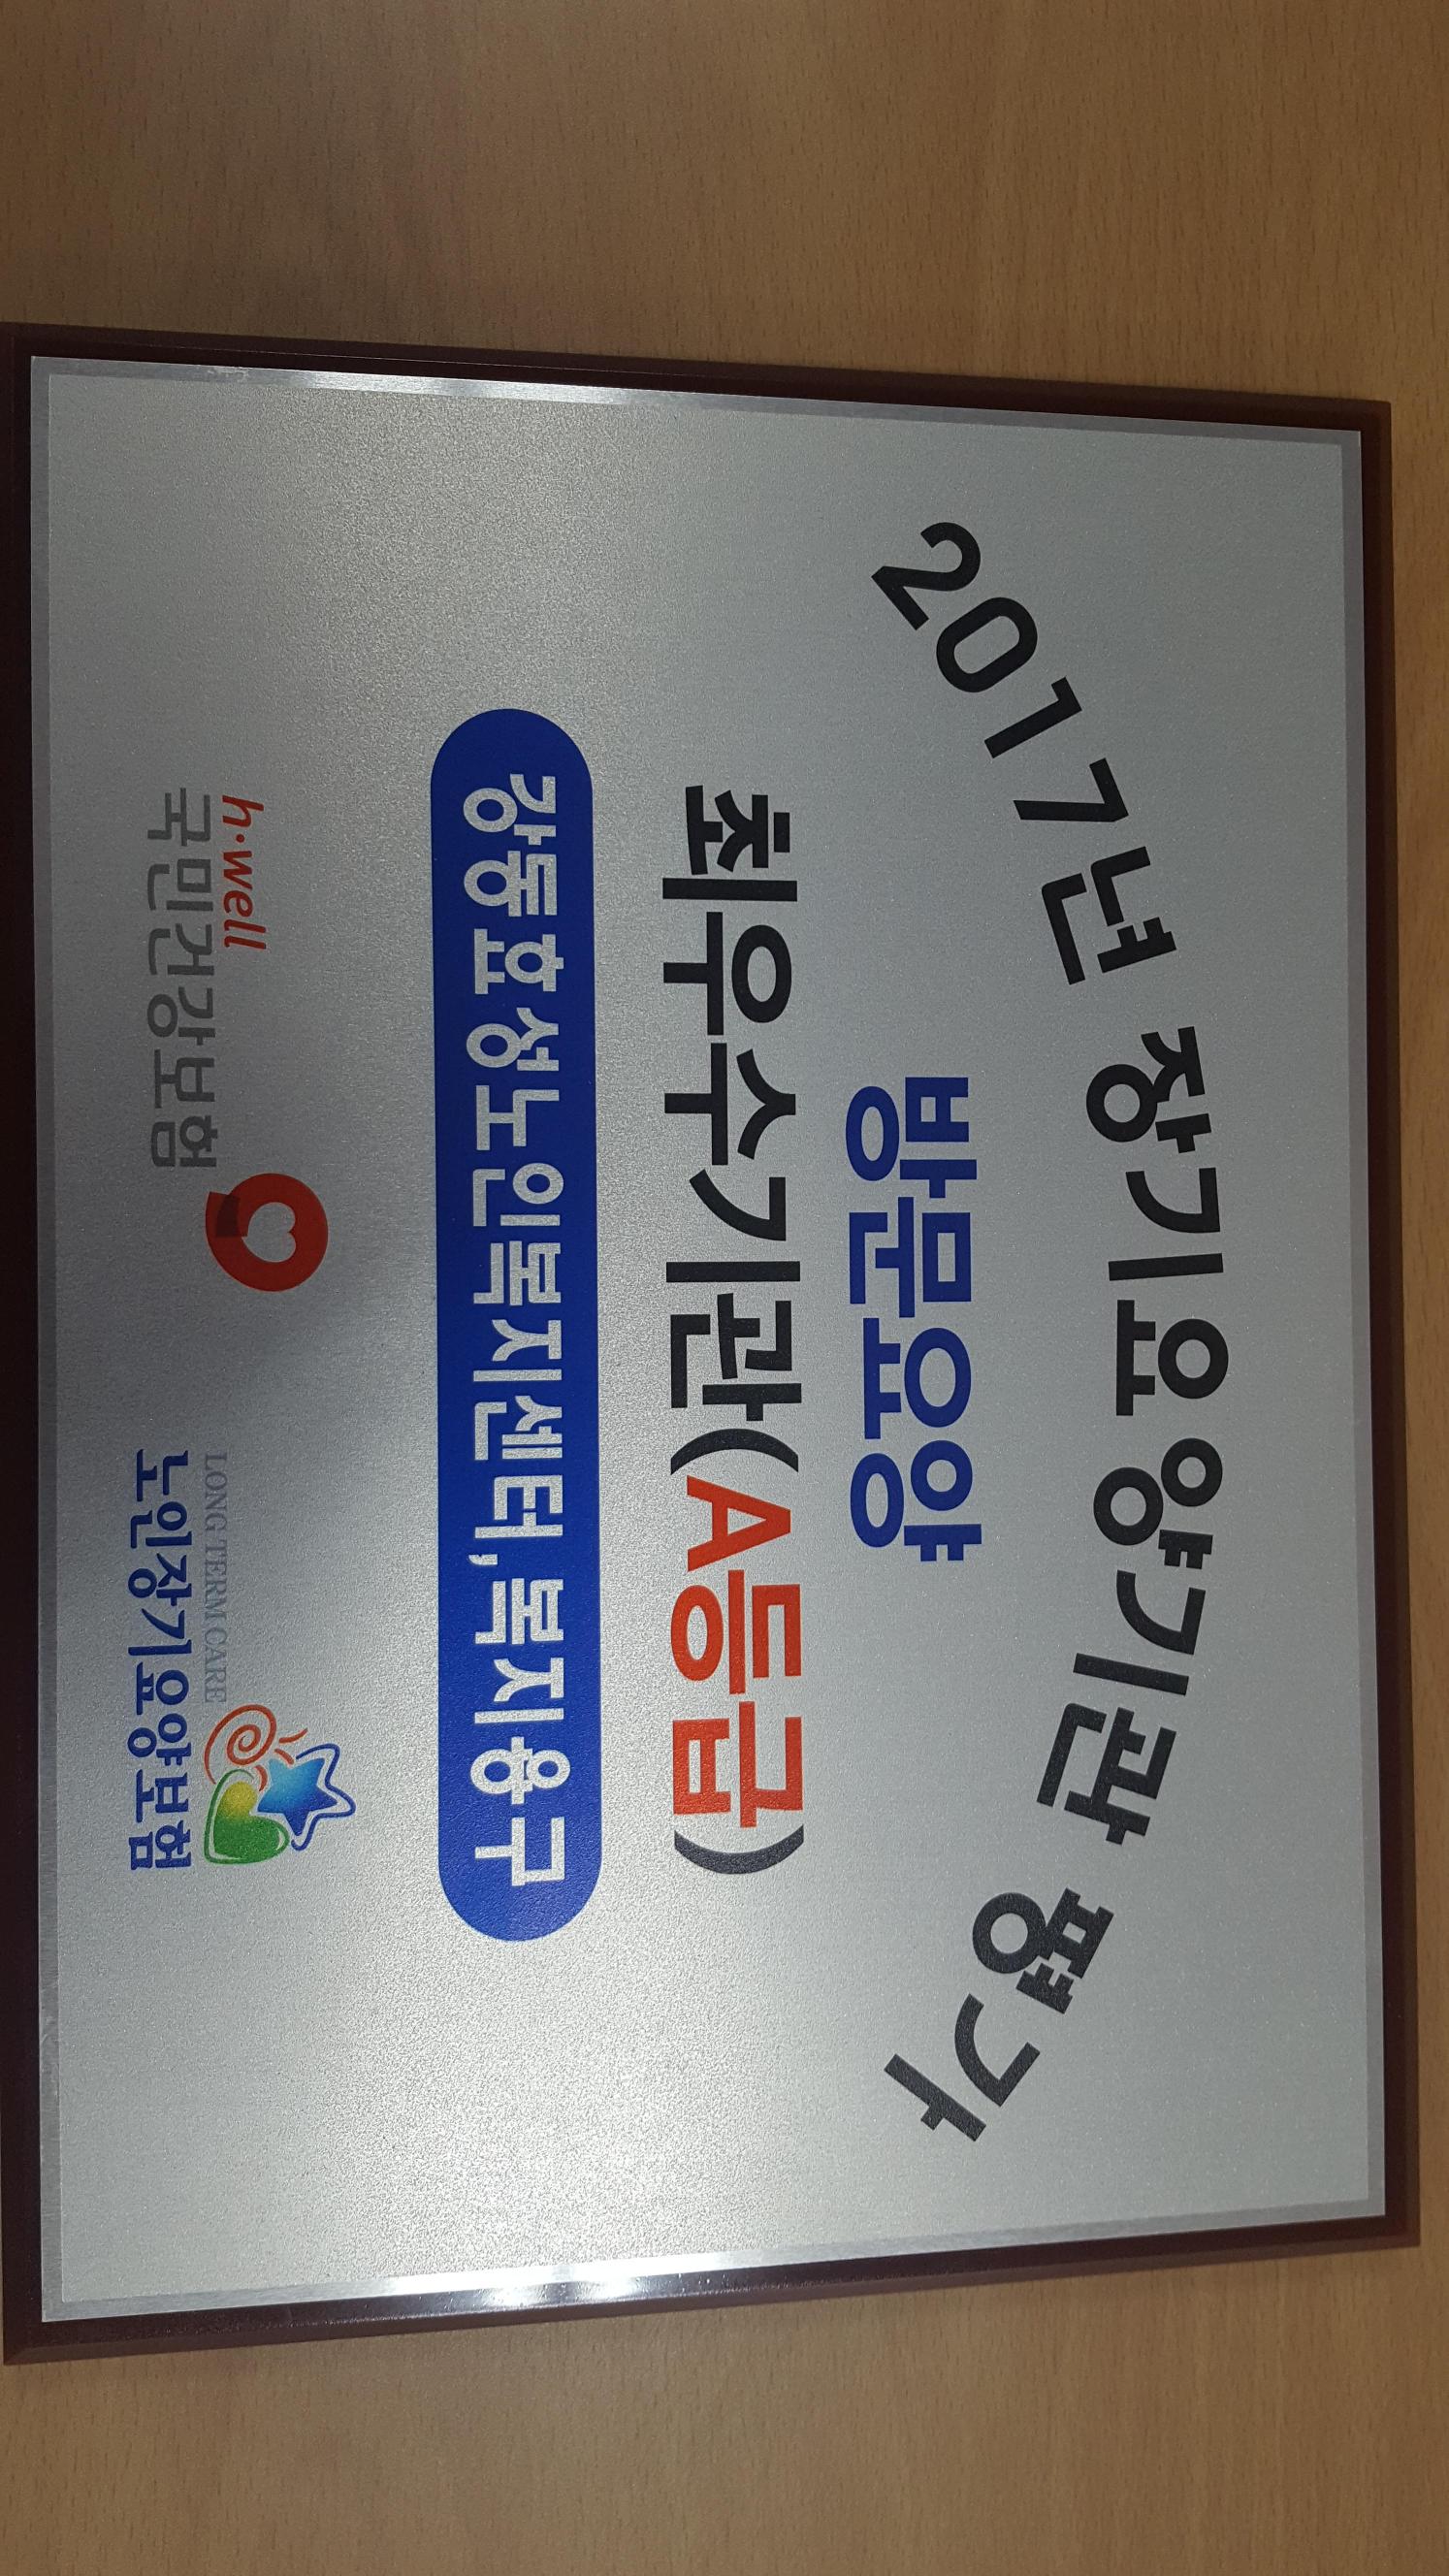 2017년 장기요양기관 평가
방문요양
최우수기관(A등급)
강동효성노인복지센터,복지용구
h·well
국민건강보험
LONG TERM CARE
노인장기요양보험